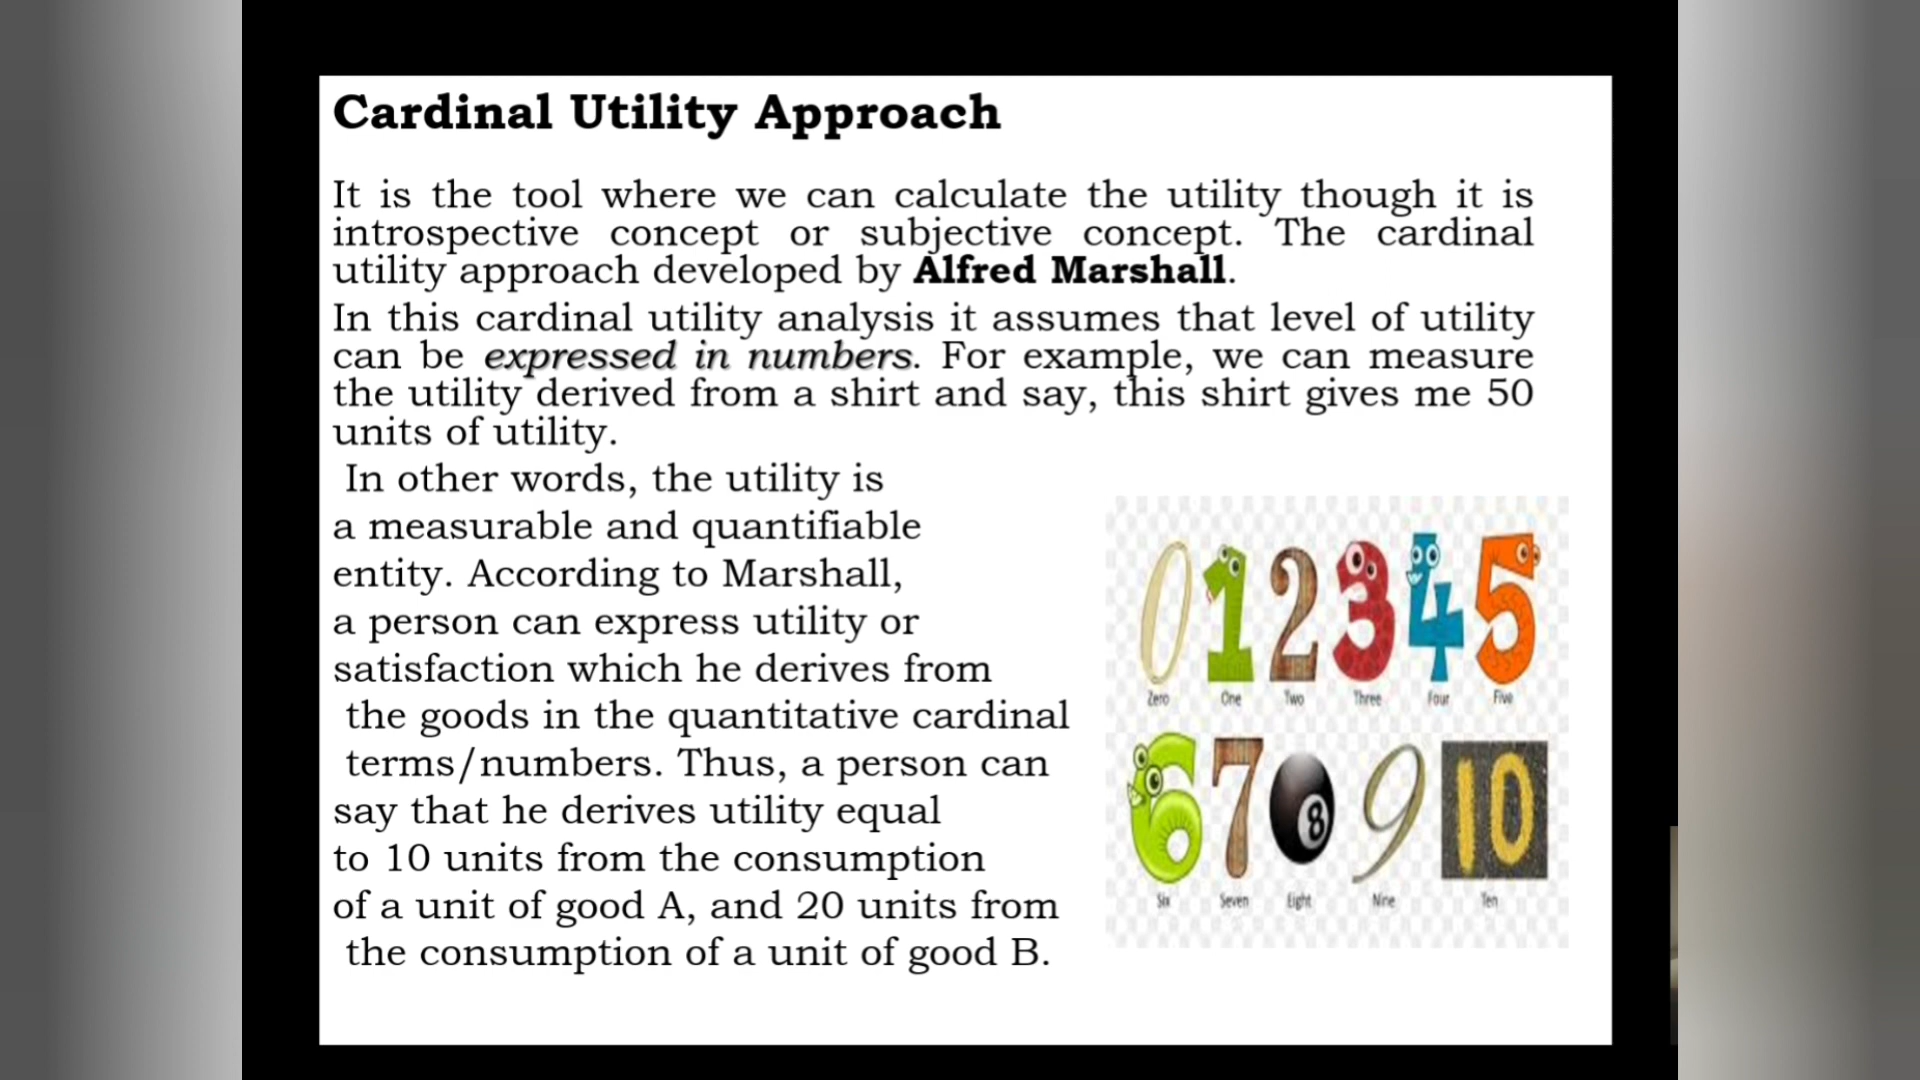 Cardinal Utility Approach
It is the tool where we can calculate the utility though it is
introspective concept or subjective concept. The cardinal
utility approach developed by Alfred Marshall.
In this cardinal utility analysis it assumes that level of utility
can be expressed in numbers. For example, we can measure
the utility derived from a shirt and say, this shirt gives me 50
units of utility.
In other words, the utility is
a measurable and quantifiable
entity. According to Marshall,
a person can express utility or
satisfaction which he derives from
the goods in the quantitative cardinal
terms/numbers. Thus, a person can
say that he derives utility equal
to 10 units from the consumption
of a unit of good A, and 20 units from
the consumption of a unit of good B.
0 1 2 3 4 5
Zero One Two Three Four Five
6 7 8 9 10
Six Seven Eight Nine Ten